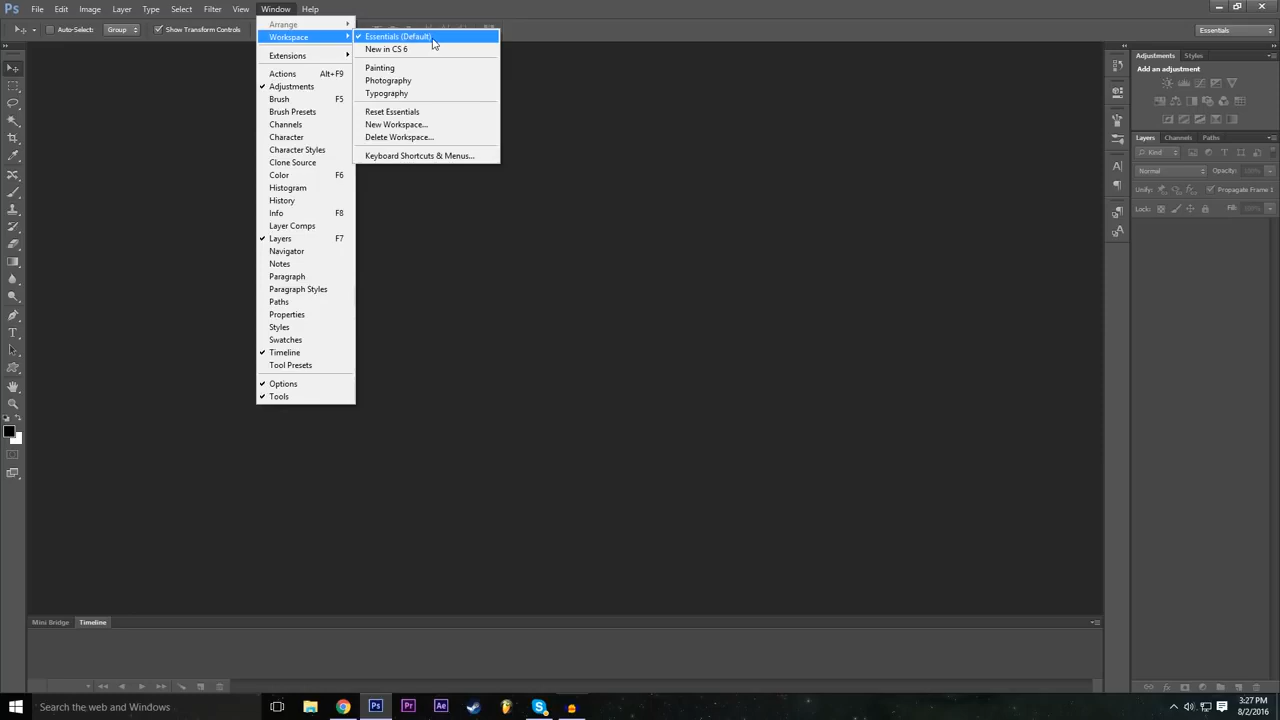 Ps File Edit Image Layer Type Select Filter View Window Help
Auto-Select: Group Show Transform Controls Essentials
Arrange
Workspace
Extensions
Actions Alt+F9
Adjustments
Brush F5
Brush Presets
Channels
Character
Character Styles
Clone Source
Color F6
Histogram
History
Info F8
Layer Comps
Layers F7
Navigator
Notes
Paragraph
Paragraph Styles
Paths
Properties
Styles
Swatches
Timeline
Tool Presets
Options
Tools
Essentials (Default)
New in CS 6
Painting
Photography
Typography
Reset Essentials
New Workspace...
Delete Workspace...
Keyboard Shortcuts & Menus...
Adjustments Styles
Add an adjustment
Layers Channels Paths
Kind
Normal Opacity:
Unify: Propagate Frame 1
Lock: Fill:
Mini Bridge Timeline
Search the web and Windows
Ps Pr Ae
3:27 PM
8/2/2016